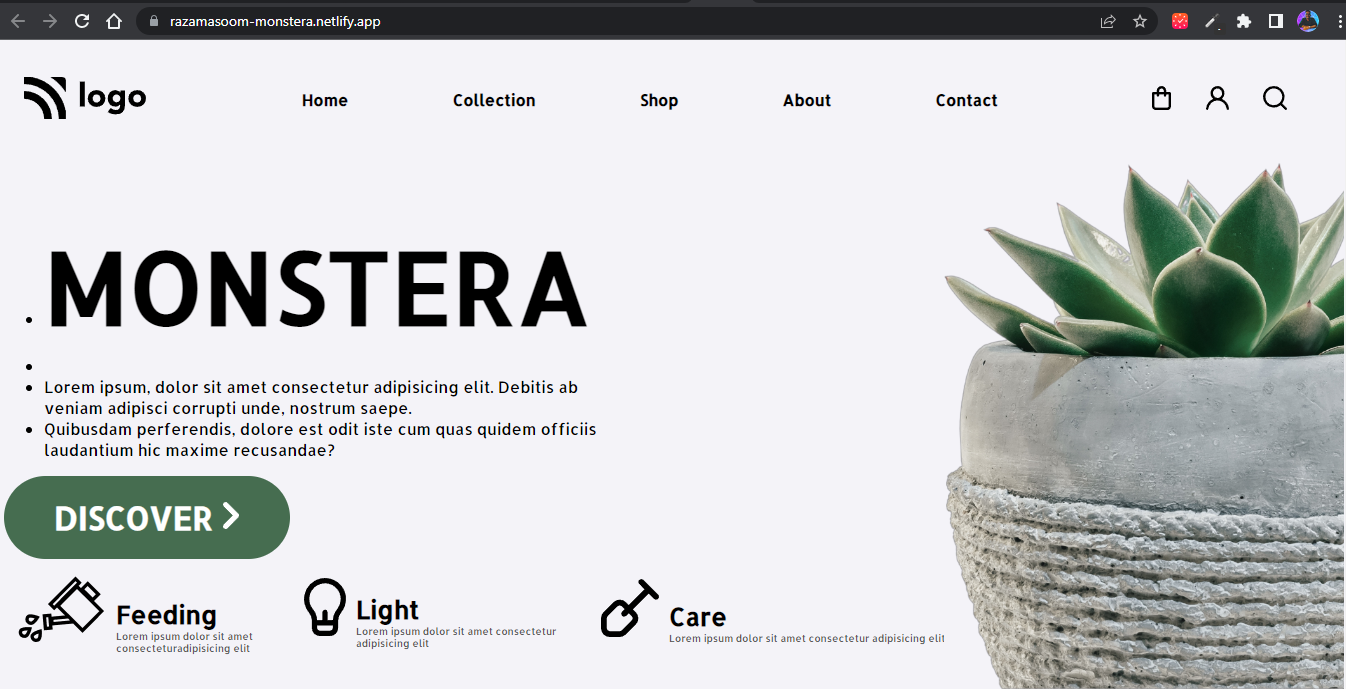 razamasoom-monstera.netlify.app
logo
Home Collection Shop About Contact
MONSTERA
Lorem ipsum, dolor sit amet consectetur adipisicing elit. Debitis ab
veniam adipisci corrupti unde, nostrum saepe.
Quibusdam perferendis, dolore est odit iste cum quas quidem officiis
laudantium hic maxime recusandae?
DISCOVER
Feeding
Lorem ipsum dolor sit amet
consecteturadipisicing elit
Light
Lorem ipsum dolor sit amet consectetur
adipisicing elit
Care
Lorem ipsum dolor sit amet consectetur adipisicing elit